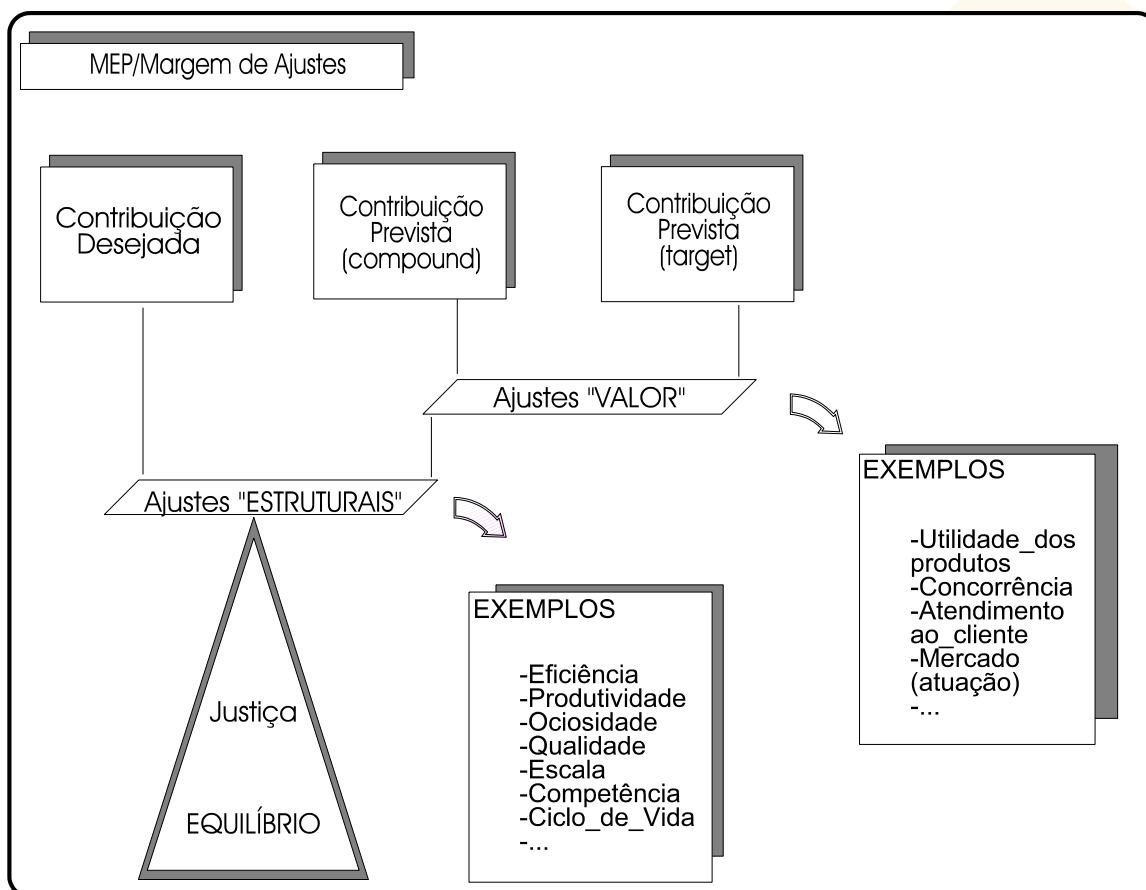 MEP/Margem de Ajustes
Contribuição
Desejada
Contribuição
Prevista
(compound)
Contribuição
Prevista
(target)
Ajustes "VALOR"
Ajustes "ESTRUTURAIS"
EXEMPLOS
-Utilidade_dos
produtos
-Concorrência
-Atendimento
ao_cliente
-Mercado
(atuação)
-...
EXEMPLOS
-Eficiência
-Produtividade
-Ociosidade
-Qualidade
-Escala
-Competência
-Ciclo_de_Vida
-...
Justiça
EQUILÍBRIO